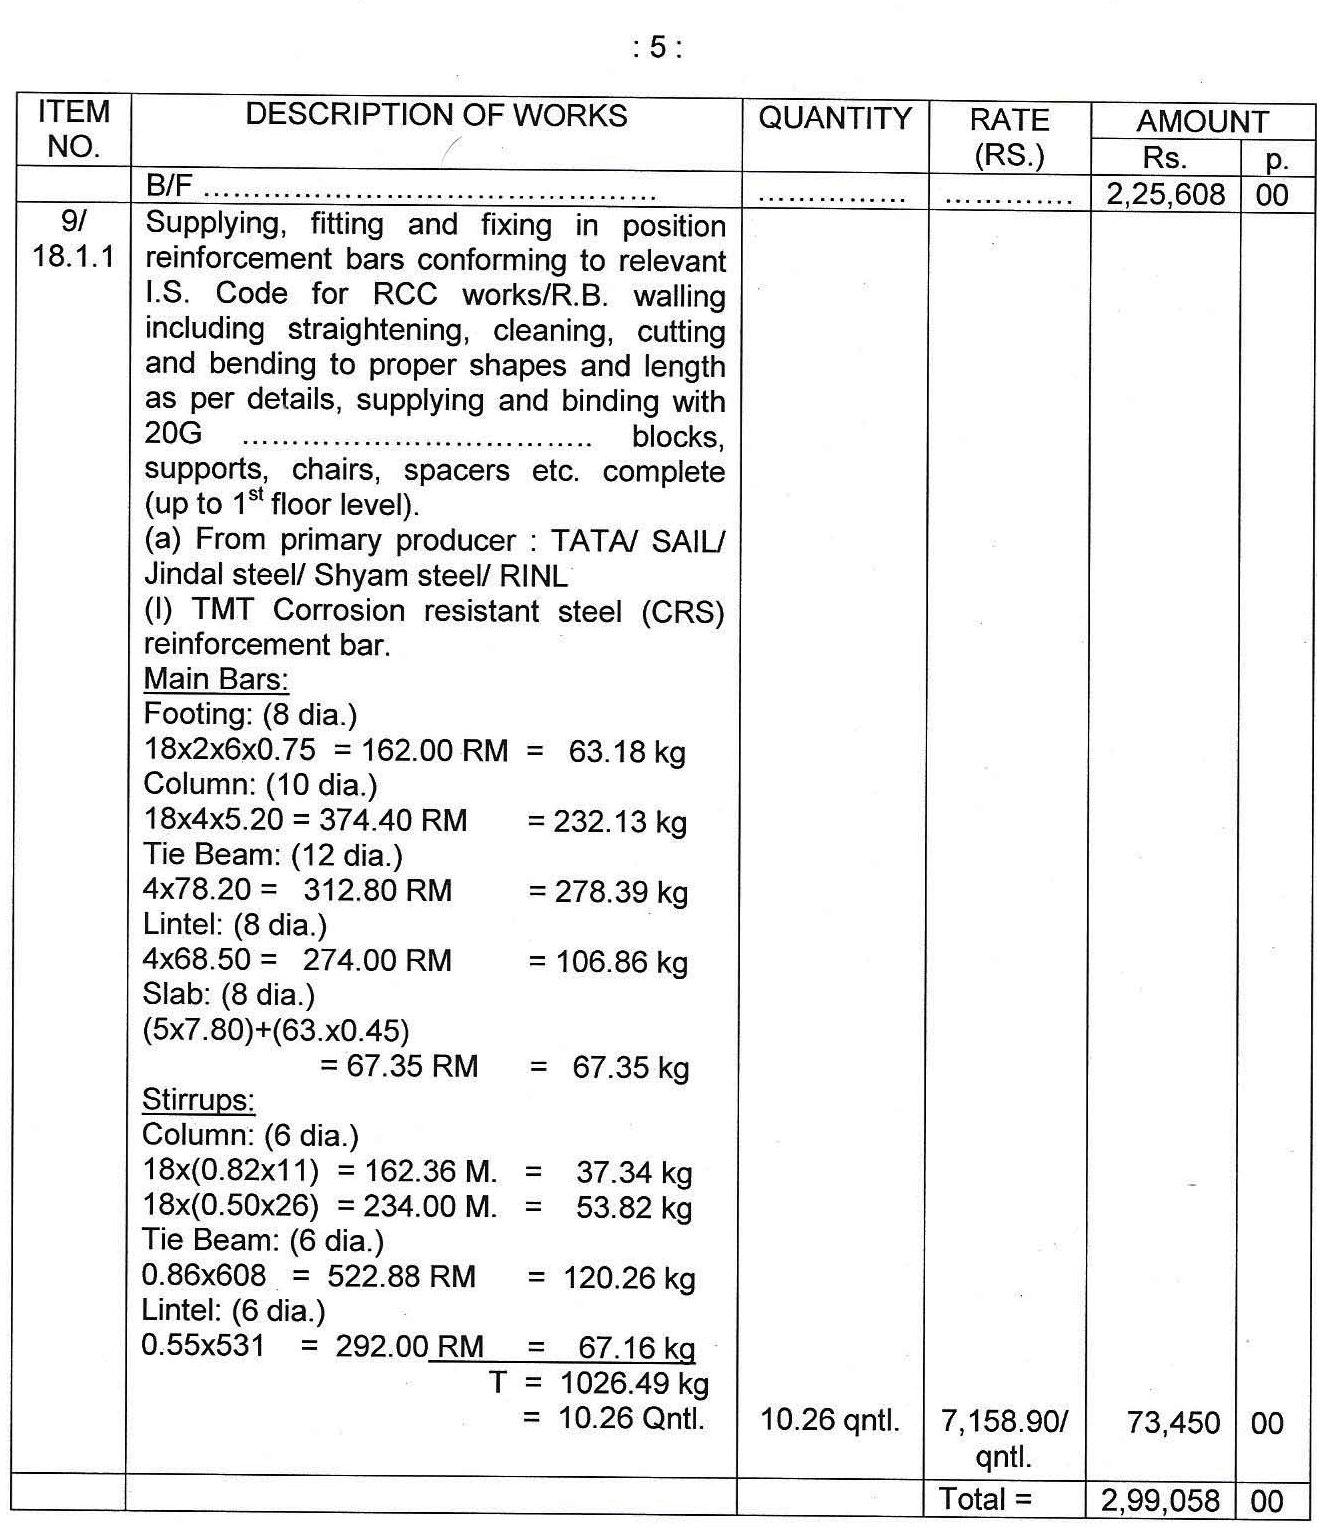 : 5 :
ITEM NO. DESCRIPTION OF WORKS QUANTITY RATE (RS.) AMOUNT
Rs. p.
B/F ............................................. ............... ............. 2,25,608 00
9/ Supplying, fitting and fixing in position
18.1.1 reinforcement bars conforming to relevant
I.S. Code for RCC works/R.B. walling
including straightening, cleaning, cutting
and bending to proper shapes and length
as per details, supplying and binding with
20G ................................... blocks,
supports, chairs, spacers etc. complete
(up to 1st floor level).
(a) From primary producer : TATA/ SAIL/
Jindal steel/ Shyam steel/ RINL
(I) TMT Corrosion resistant steel (CRS)
reinforcement bar.
Main Bars:
Footing: (8 dia.)
18x2x6x0.75 = 162.00 RM = 63.18 kg
Column: (10 dia.)
18x4x5.20 = 374.40 RM = 232.13 kg
Tie Beam: (12 dia.)
4x78.20 = 312.80 RM = 278.39 kg
Lintel: (8 dia.)
4x68.50 = 274.00 RM = 106.86 kg
Slab: (8 dia.)
(5x7.80)+(63.x0.45)
= 67.35 RM = 67.35 kg
Stirrups:
Column: (6 dia.)
18x(0.82x11) = 162.36 M. = 37.34 kg
18x(0.50x26) = 234.00 M. = 53.82 kg
Tie Beam: (6 dia.)
0.86x608 = 522.88 RM = 120.26 kg
Lintel: (6 dia.)
0.55x531 = 292.00 RM = 67.16 kg
T = 1026.49 kg
= 10.26 Qntl. 10.26 qntl. 7,158.90/ 73,450 00
qntl.
Total = 2,99,058 00